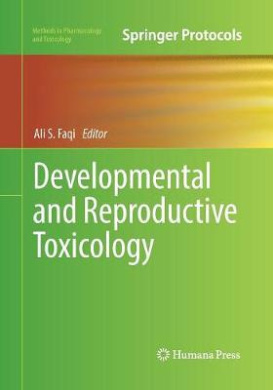 Methods in Pharmacology
and Toxicology
Springer Protocols
Ali S. Faqi Editor
Developmental
and Reproductive
Toxicology
Humana Press